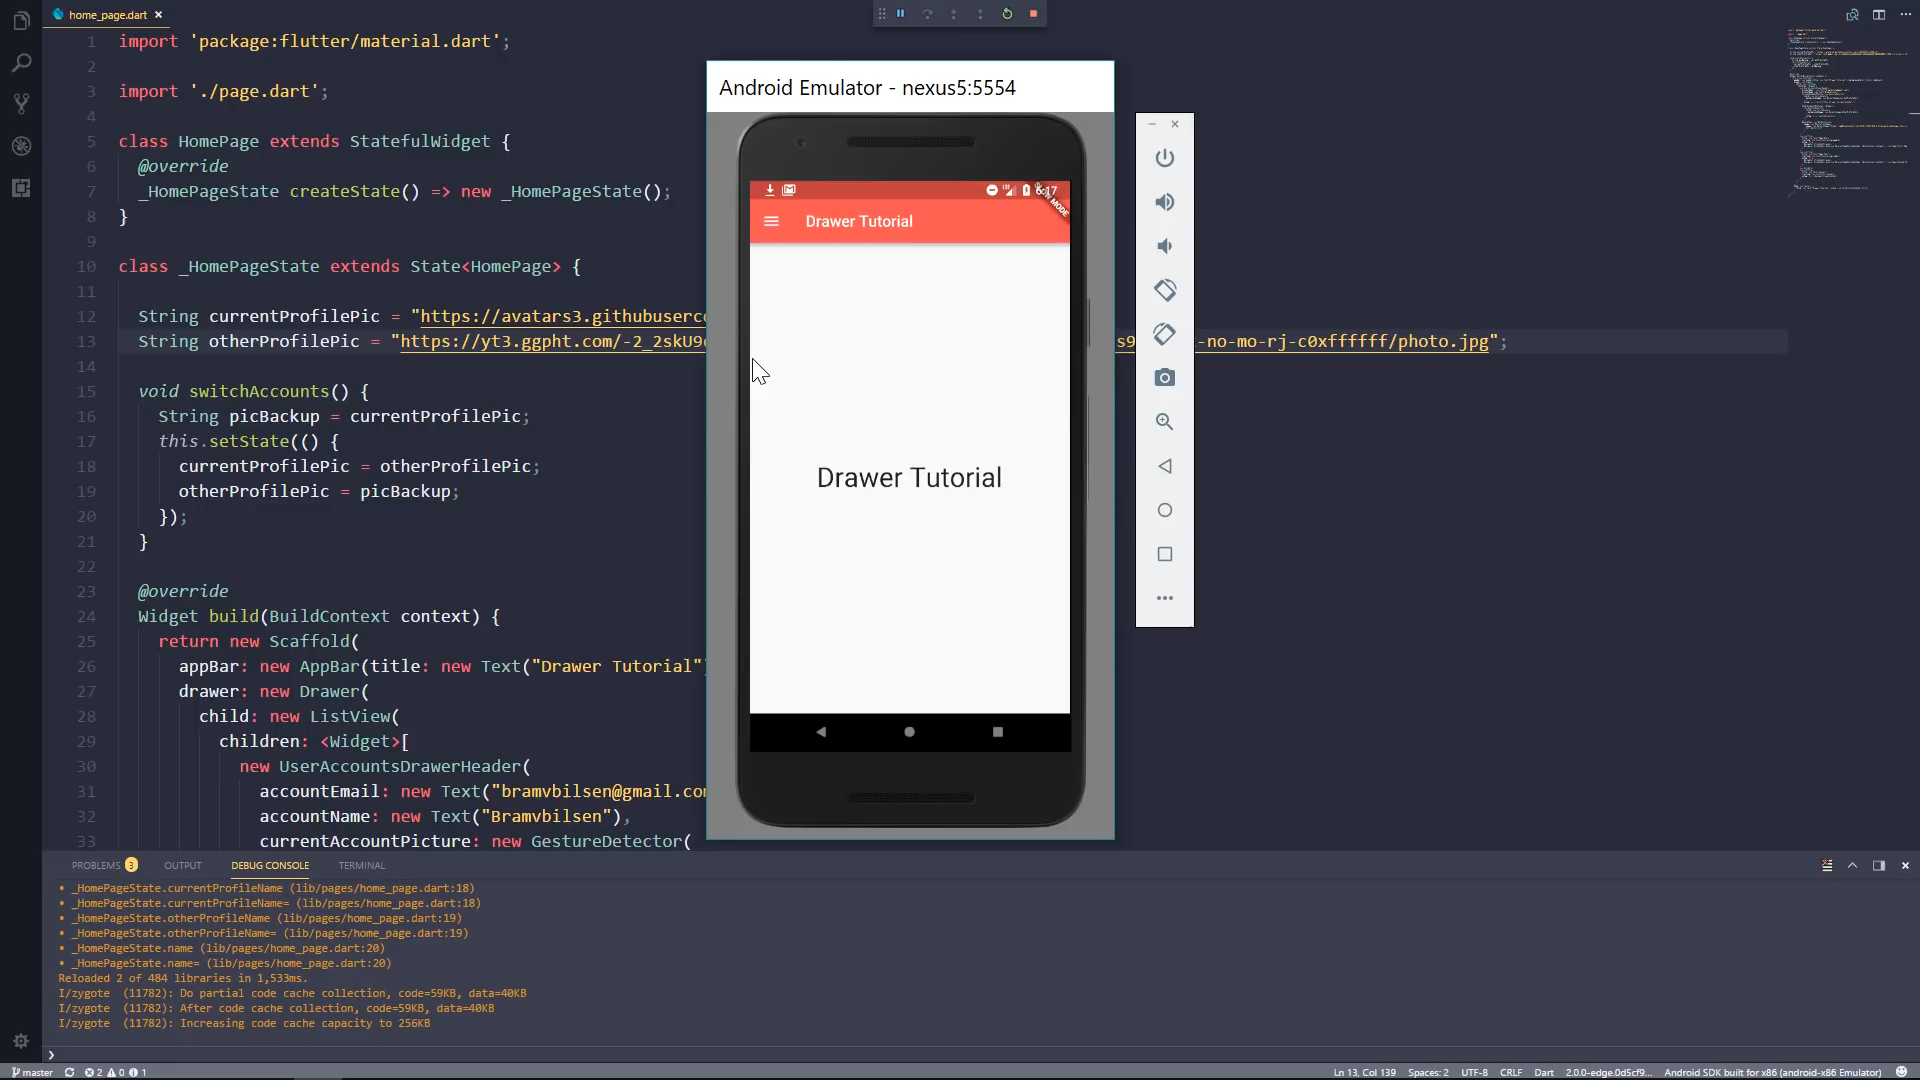 home_page.dart
1 import 'package:flutter/material.dart';
2
3 import './page.dart';
4
5 class HomePage extends StatefulWidget {
6 @override
7 _HomePageState createState() => new _HomePageState();
8 }
9
10 class _HomePageState extends State<HomePage> {
11
12 String currentProfilePic = "https://avatars3.githubuserc
13 String otherProfilePic = "https://yt3.ggpht.com/-2_2skU9 s9 -no-mo-rj-c0xffffff/photo.jpg";
14
15 void switchAccounts() {
16 String picBackup = currentProfilePic;
17 this.setState(() {
18 currentProfilePic = otherProfilePic;
19 otherProfilePic = picBackup;
20 });
21 }
22
23 @override
24 Widget build(BuildContext context) {
25 return new Scaffold(
26 appBar: new AppBar(title: new Text("Drawer Tutorial")
27 drawer: new Drawer(
28 child: new ListView(
29 children: <Widget>[
30 new UserAccountsDrawerHeader(
31 accountEmail: new Text("bramvbilsen@gmail.com
32 accountName: new Text("Bramvbilsen"),
33 currentAccountPicture: new GestureDetector(
Android Emulator - nexus5:5554
6:17
Drawer Tutorial
Drawer Tutorial
PROBLEMS 3 OUTPUT DEBUG CONSOLE TERMINAL
• _HomePageState.currentProfileName (lib/pages/home_page.dart:18)
• _HomePageState.currentProfileName= (lib/pages/home_page.dart:18)
• _HomePageState.otherProfileName (lib/pages/home_page.dart:19)
• _HomePageState.otherProfileName= (lib/pages/home_page.dart:19)
• _HomePageState.name (lib/pages/home_page.dart:20)
• _HomePageState.name= (lib/pages/home_page.dart:20)
Reloaded 2 of 484 libraries in 1,533ms.
I/zygote (11782): Do partial code cache collection, code=59KB, data=40KB
I/zygote (11782): After code cache collection, code=59KB, data=40KB
I/zygote (11782): Increasing code cache capacity to 256KB
master 2 0 1 Ln 13, Col 139 Spaces: 2 UTF-8 CRLF Dart 2.0.0-edge.0d5cf9... Android SDK built for x86 (android-x86 Emulator)